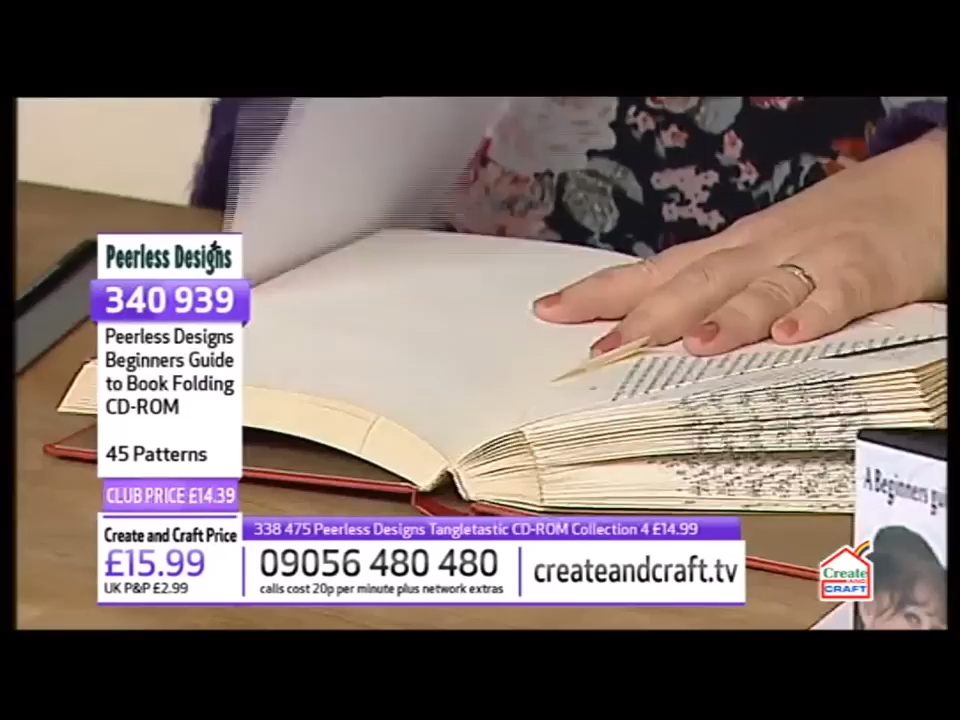 Peerless Designs
340 939
Peerless Designs
Beginners Guide
to Book Folding
CD-ROM
45 Patterns
CLUB PRICE £14.39
Create and Craft Price
£15.99
UK P&P £2.99
338 475 Peerless Designs Tangletastic CD-ROM Collection 4 £14.99
09056 480 480
calls cost 20p per minute plus network extras
createandcraft.tv
Create
AND
CRAFT
A Beginners